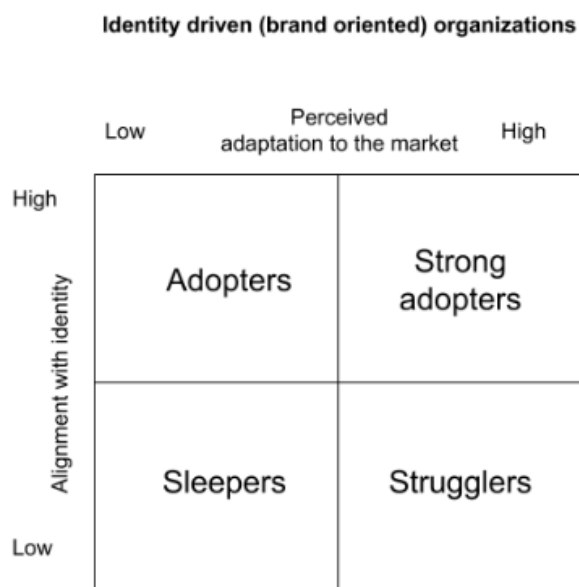 Identity driven (brand oriented) organizations
Perceived
adaptation to the market
Low
High
High
Alignment with identity
Low
Adopters
Strong
adopters
Sleepers
Strugglers